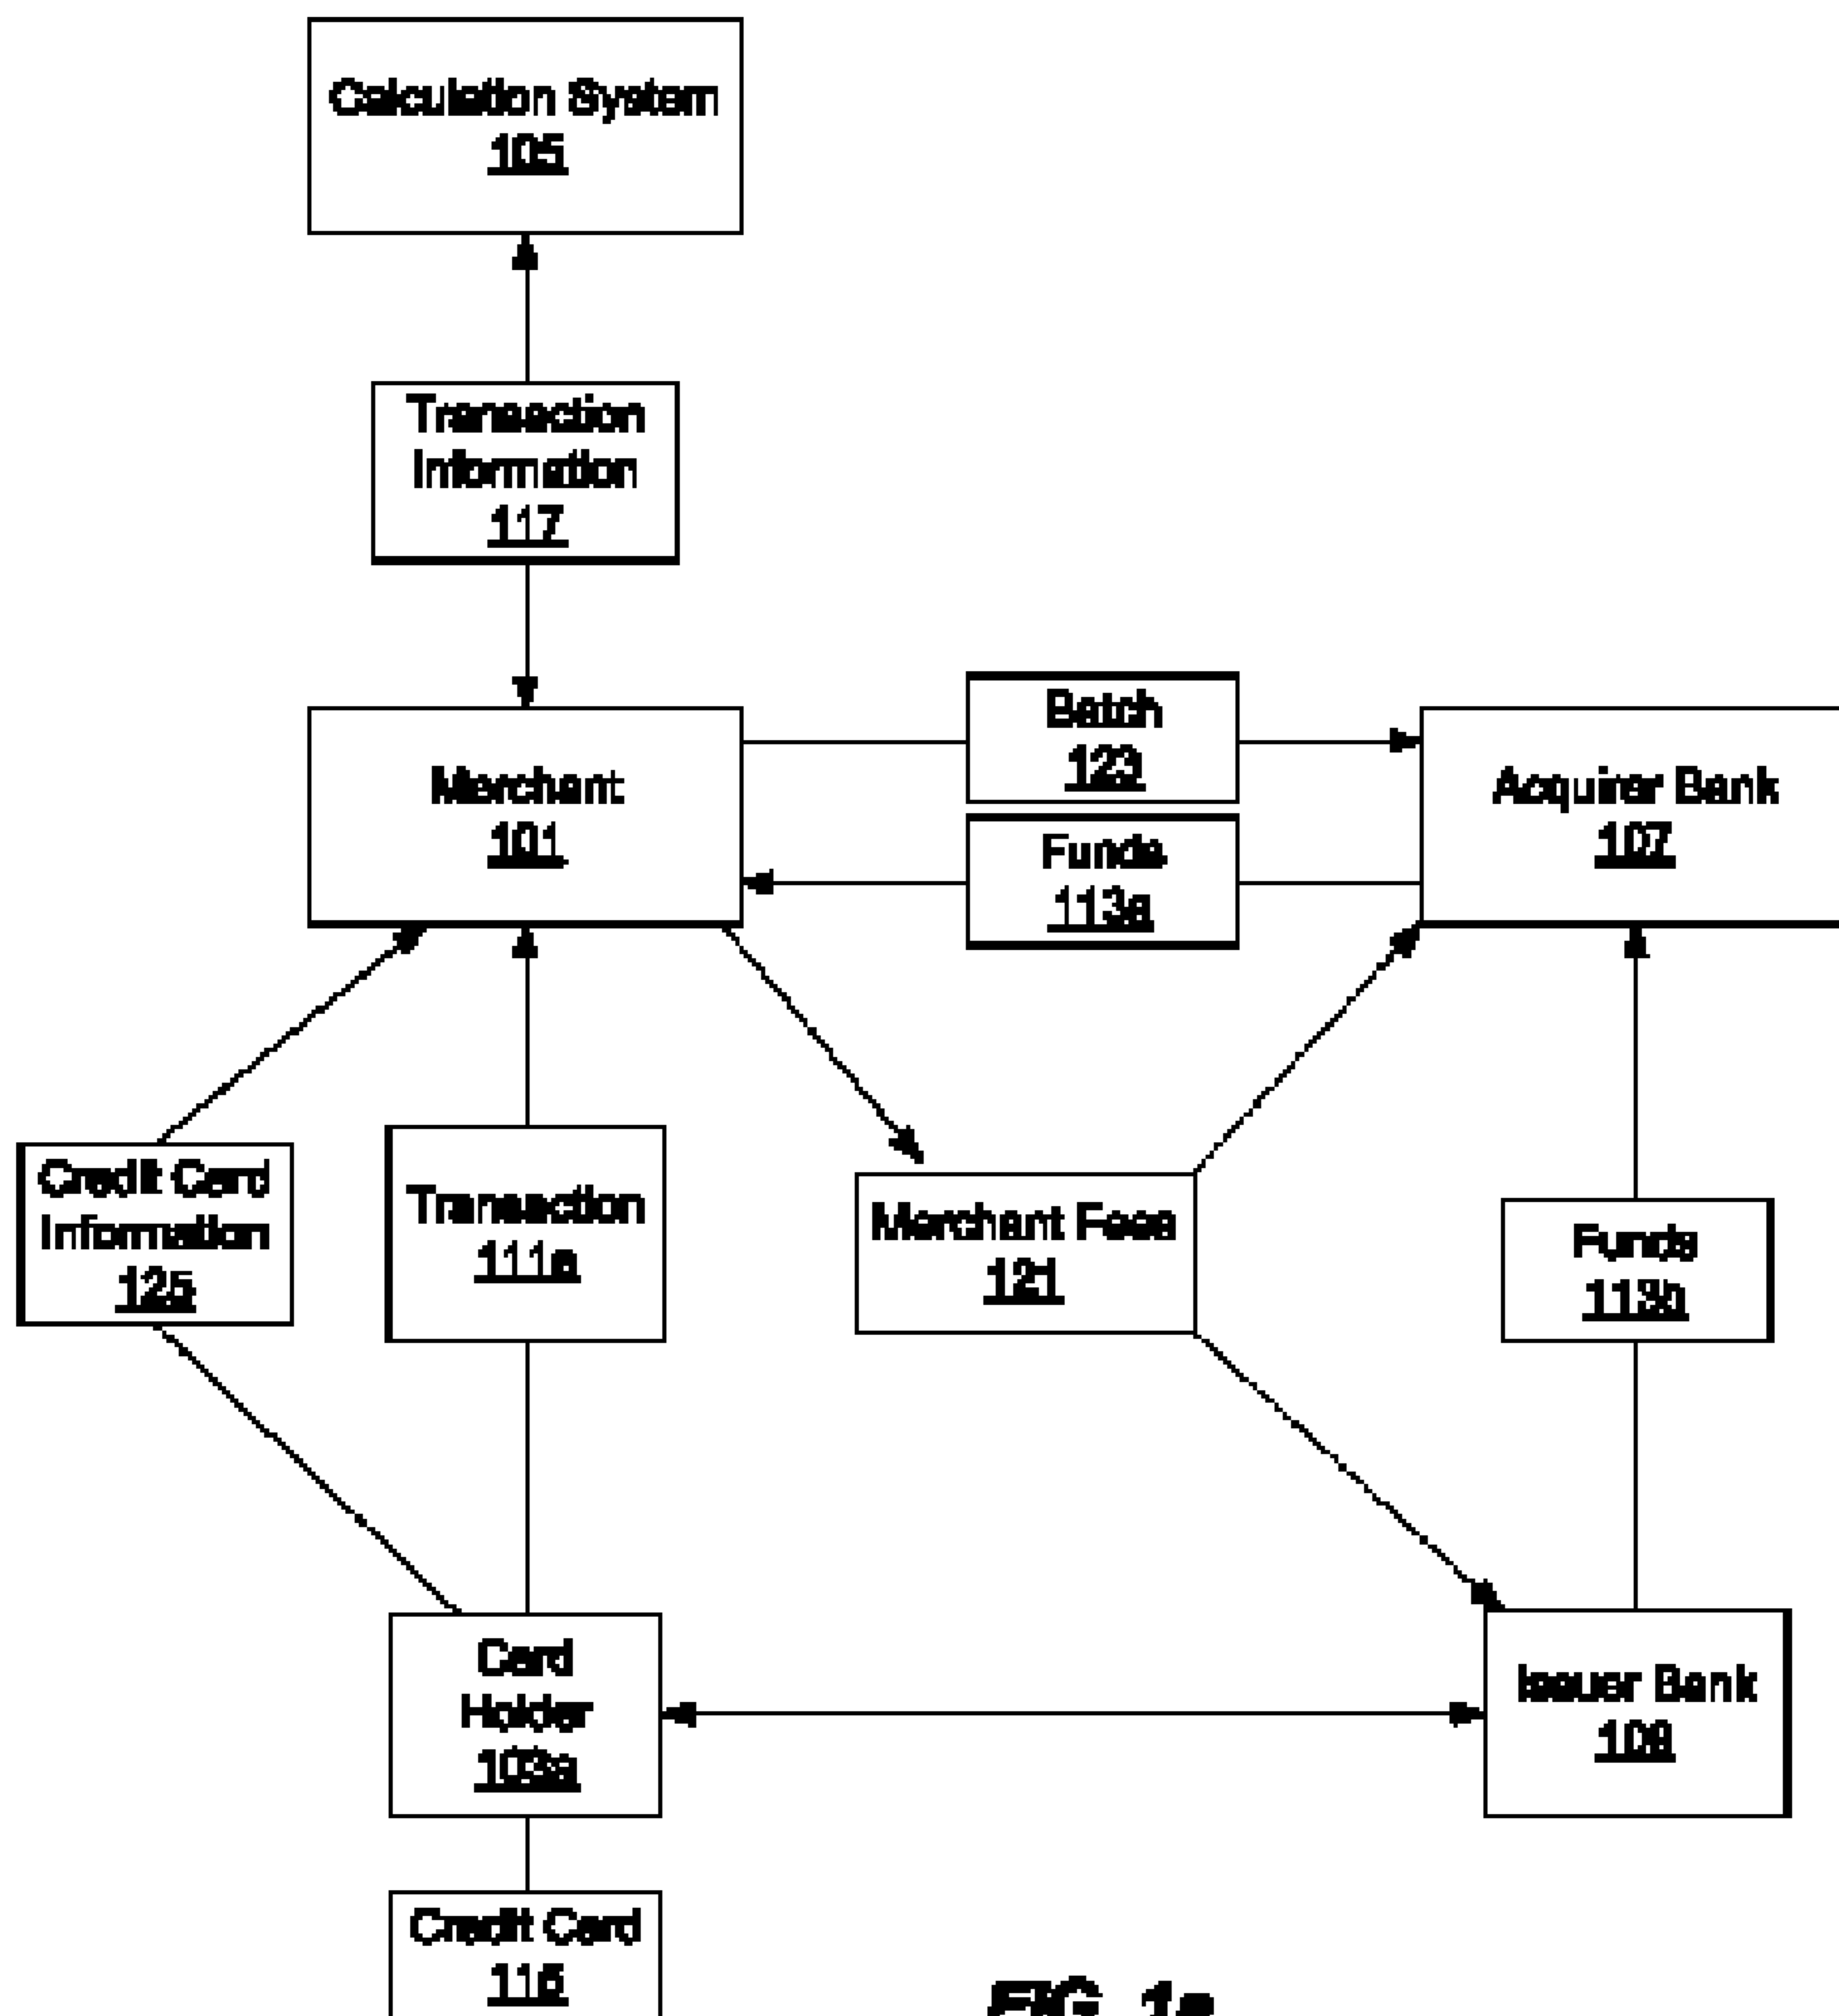 Calculation System
105
Transaction
Information
117
Merchant
101
Batch
123
Funds
113a
Acquirer Bank
107
Credit Card
Information
125
Transaction
111a
Merchant Fees
121
Funds
113b
Card
Holder
103a
Issuer Bank
109
Credit Card
115
FIG. 1a